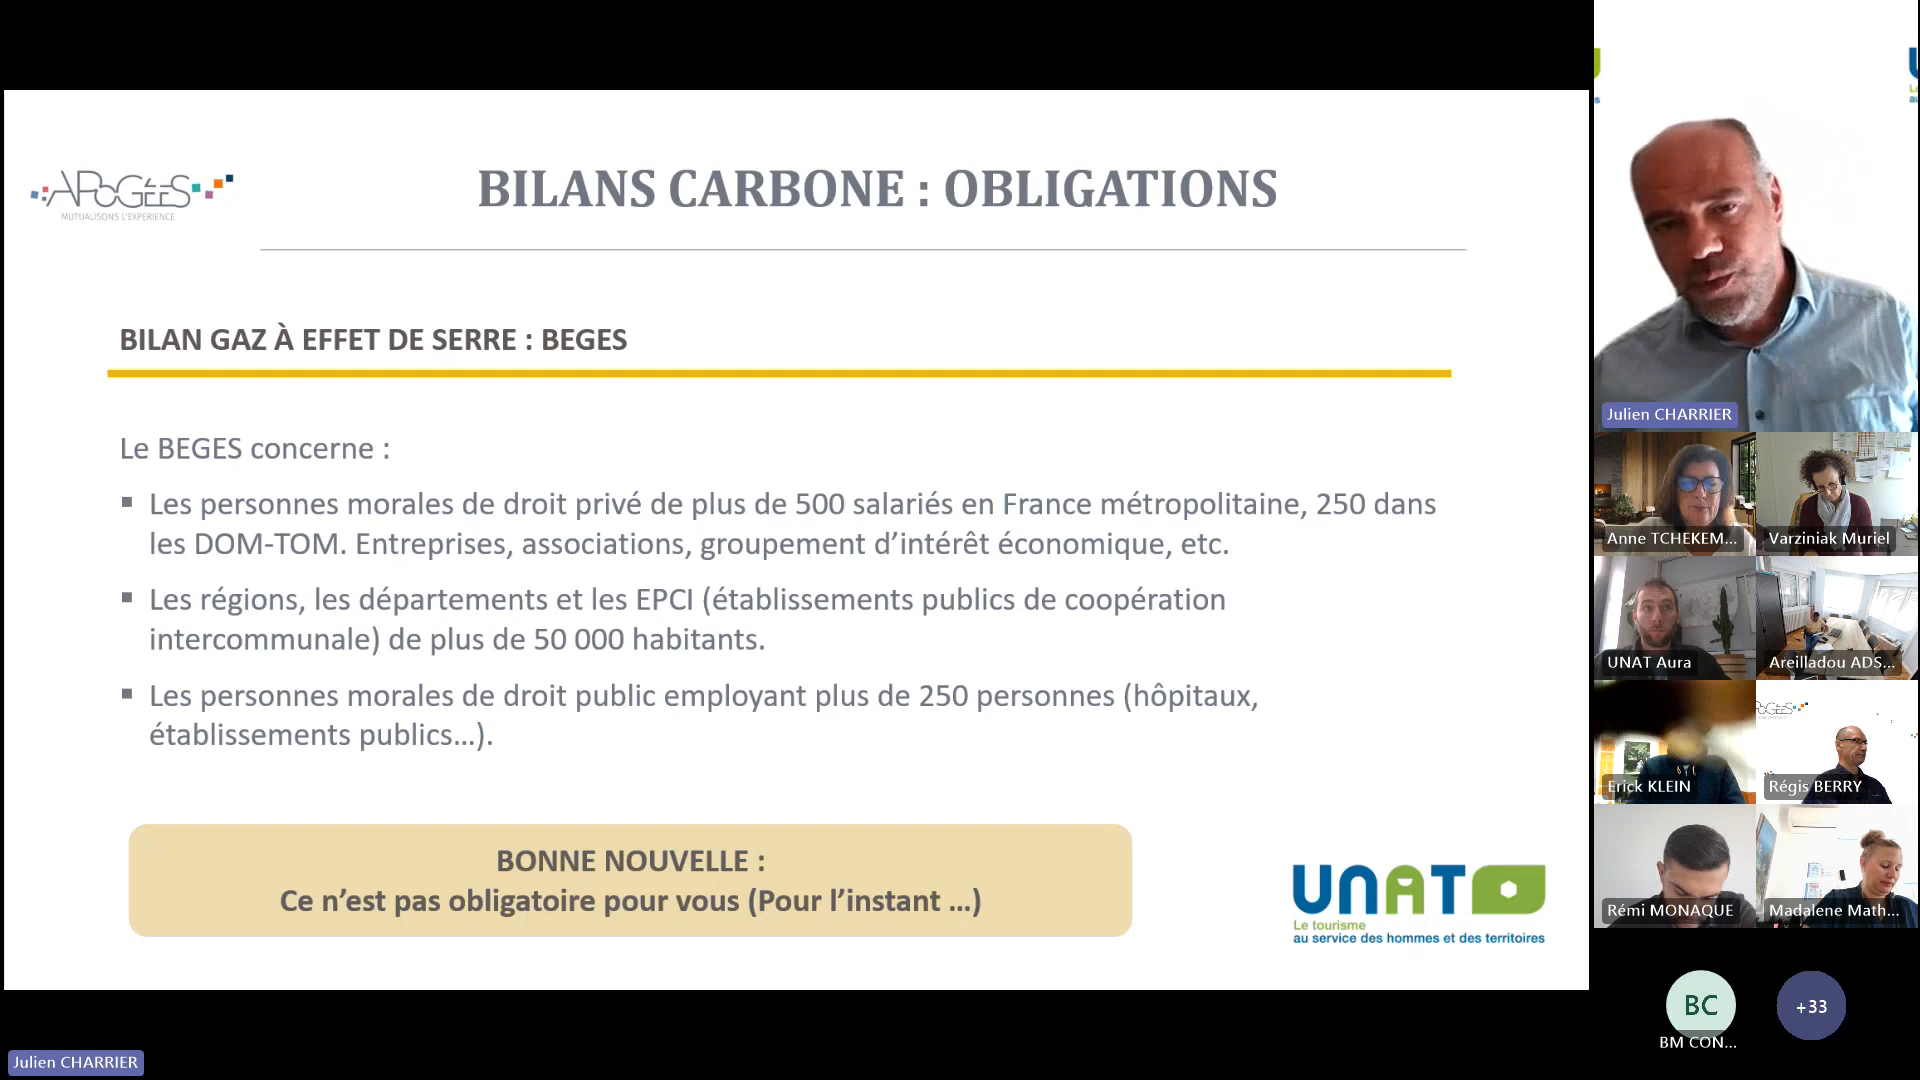 APOGÉES
MUTUALISONS L'EXPERIENCE
BILANS CARBONE : OBLIGATIONS
BILAN GAZ À EFFET DE SERRE : BEGES
Le BEGES concerne :
▪ Les personnes morales de droit privé de plus de 500 salariés en France métropolitaine, 250 dans
les DOM-TOM. Entreprises, associations, groupement d’intérêt économique, etc.
▪ Les régions, les départements et les EPCI (établissements publics de coopération
intercommunale) de plus de 50 000 habitants.
▪ Les personnes morales de droit public employant plus de 250 personnes (hôpitaux,
établissements publics…).
BONNE NOUVELLE :
Ce n’est pas obligatoire pour vous (Pour l’instant …)
UNAT
Le tourisme
au service des hommes et des territoires
Julien CHARRIER
Julien CHARRIER
Anne TCHEKEM...
Varziniak Muriel
UNAT Aura
Areilladou ADS...
Erick KLEIN
Régis BERRY
Rémi MONAQUE
Madalene Math...
BC
BM CON...
+33